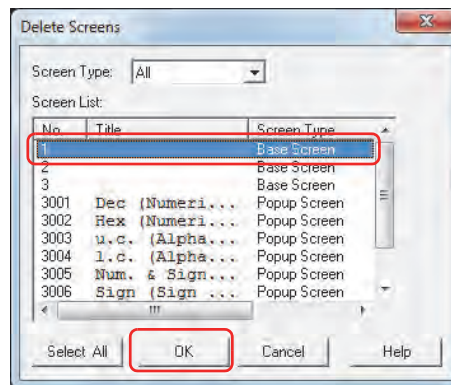 Delete Screens
Screen Type: All
Screen List:
No. Title Screen Type
1 Base Screen
2 Base Screen
3 Base Screen
3001 Dec (Numeri... Popup Screen
3002 Hex (Numeri... Popup Screen
3003 u.c. (Alpha... Popup Screen
3004 l.c. (Alpha... Popup Screen
3005 Num. & Sign... Popup Screen
3006 Sign (Sign ... Popup Screen
Select All OK Cancel Help